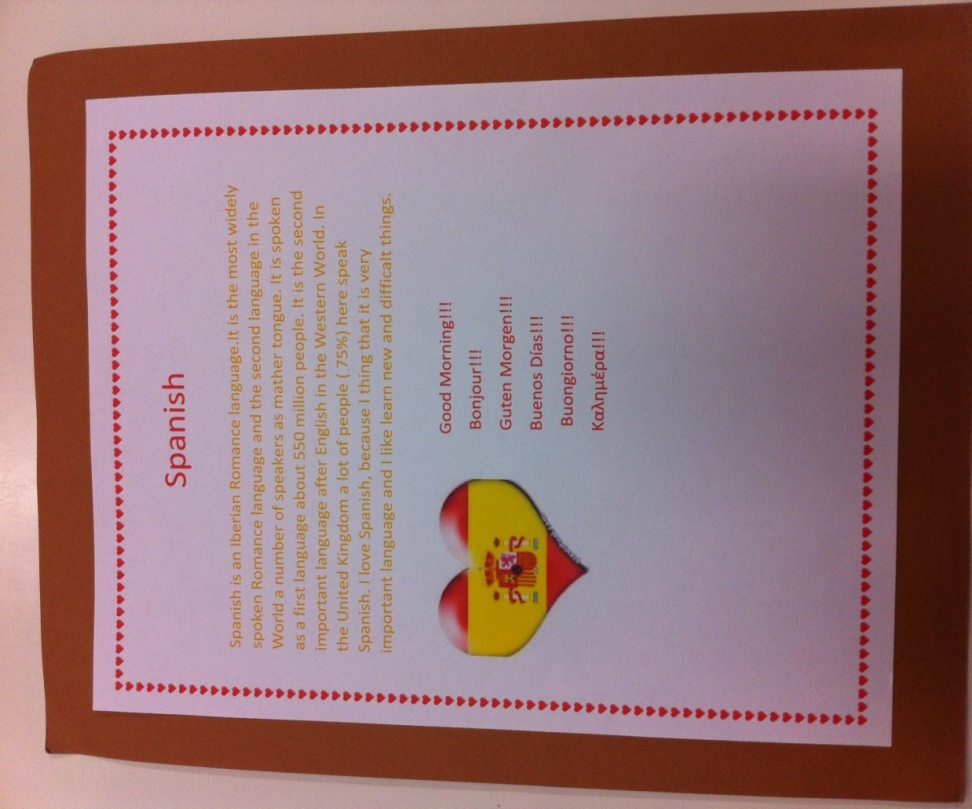 Spanish
Spanish is an Iberian Romance language.It is the most widely
spoken Romance language and the second language in the
World a number of speakers as mather tongue. It is spoken
as a first language about 550 million people. It is the second
important language after English in the Western World. In
the United Kingdom a lot of people ( 75%) here speak
Spanish. I love Spanish, because I thing that it is very
important language and I like learn new and difficalt things.
Good Morning!!!
Bonjour!!!
Guten Morgen!!!
Buenos Días!!!
Buongiorno!!!
Καλημέρα!!!